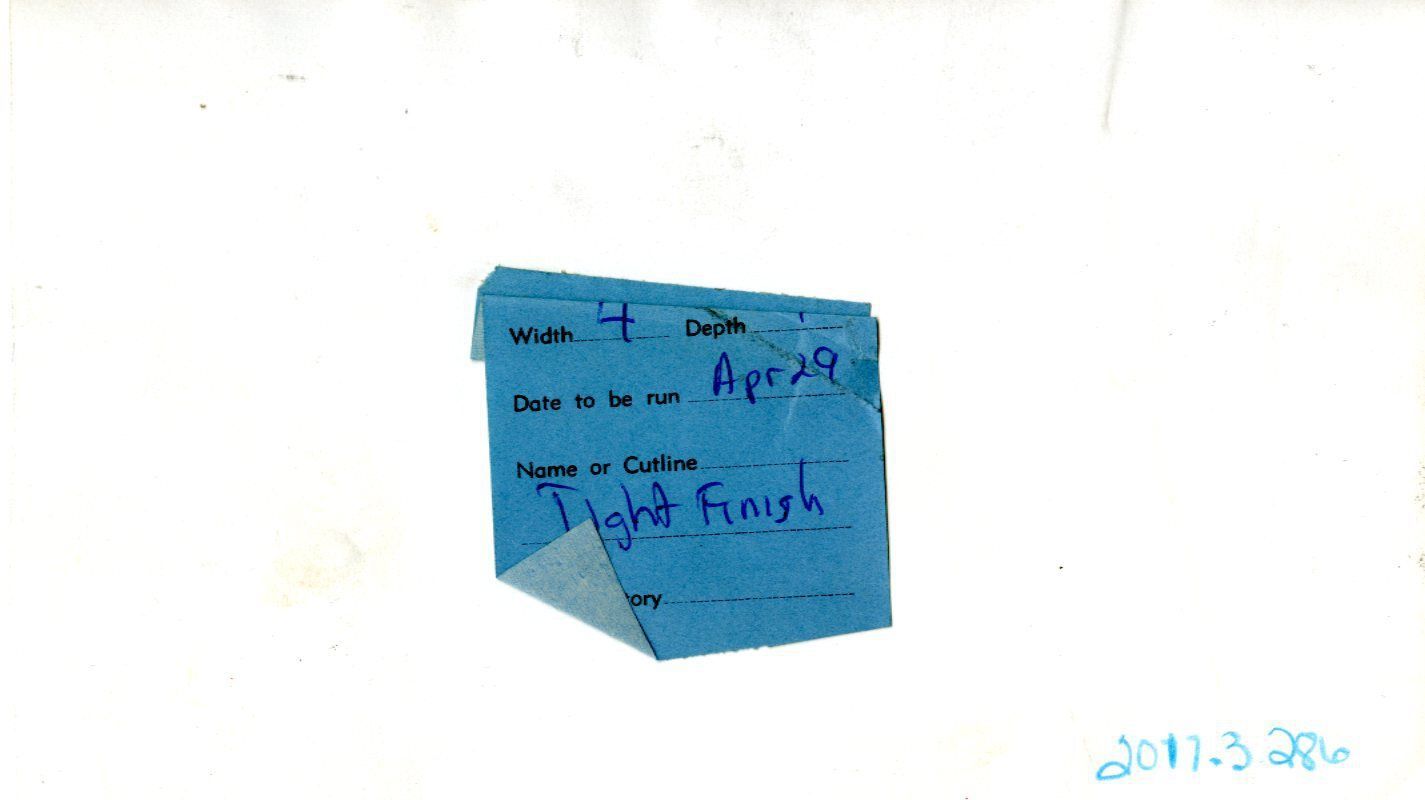 Width 4 Depth
Date to be run Apr 29
Name or Cutline
Tight Finish
ory
2017.3.286